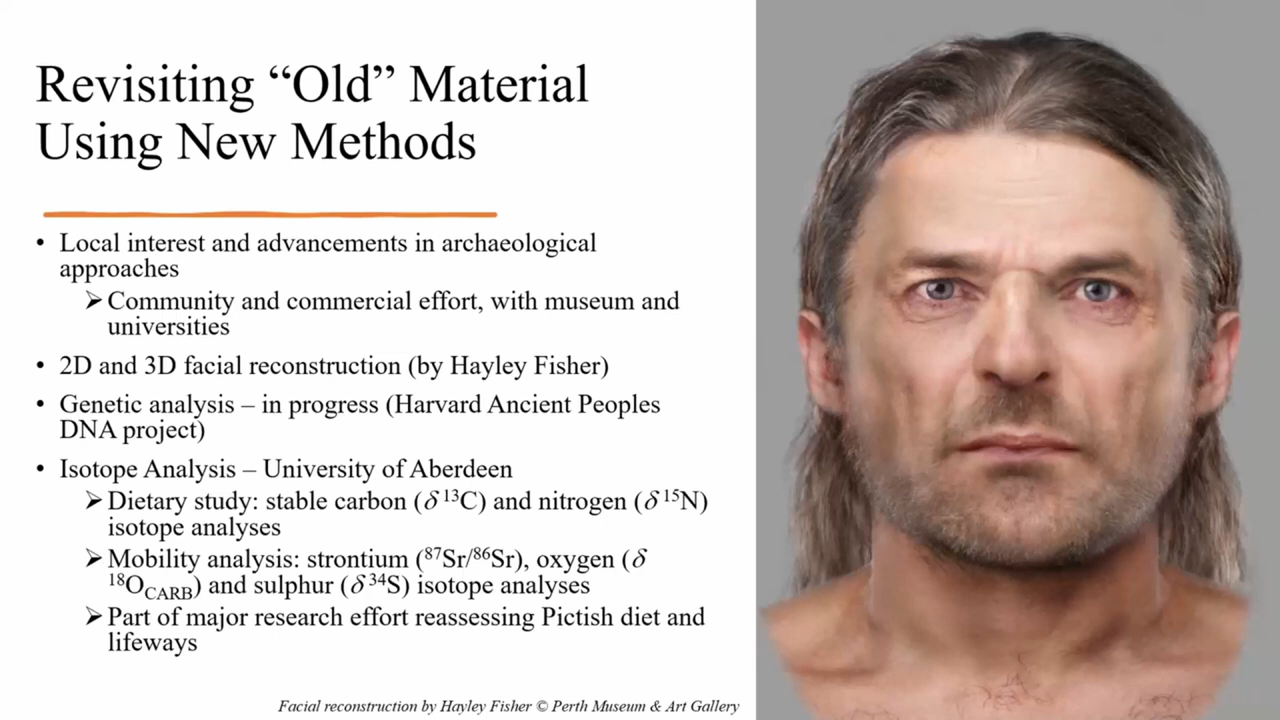 Revisiting “Old” Material
Using New Methods
• Local interest and advancements in archaeological
approaches
➢ Community and commercial effort, with museum and
universities
• 2D and 3D facial reconstruction (by Hayley Fisher)
• Genetic analysis – in progress (Harvard Ancient Peoples
DNA project)
• Isotope Analysis – University of Aberdeen
➢ Dietary study: stable carbon (δ ¹³C) and nitrogen (δ ¹⁵N)
isotope analyses
➢ Mobility analysis: strontium (⁸⁷Sr/⁸⁶Sr), oxygen (δ
¹⁸O_CARB) and sulphur (δ ³⁴S) isotope analyses
➢ Part of major research effort reassessing Pictish diet and
lifeways
Facial reconstruction by Hayley Fisher © Perth Museum & Art Gallery